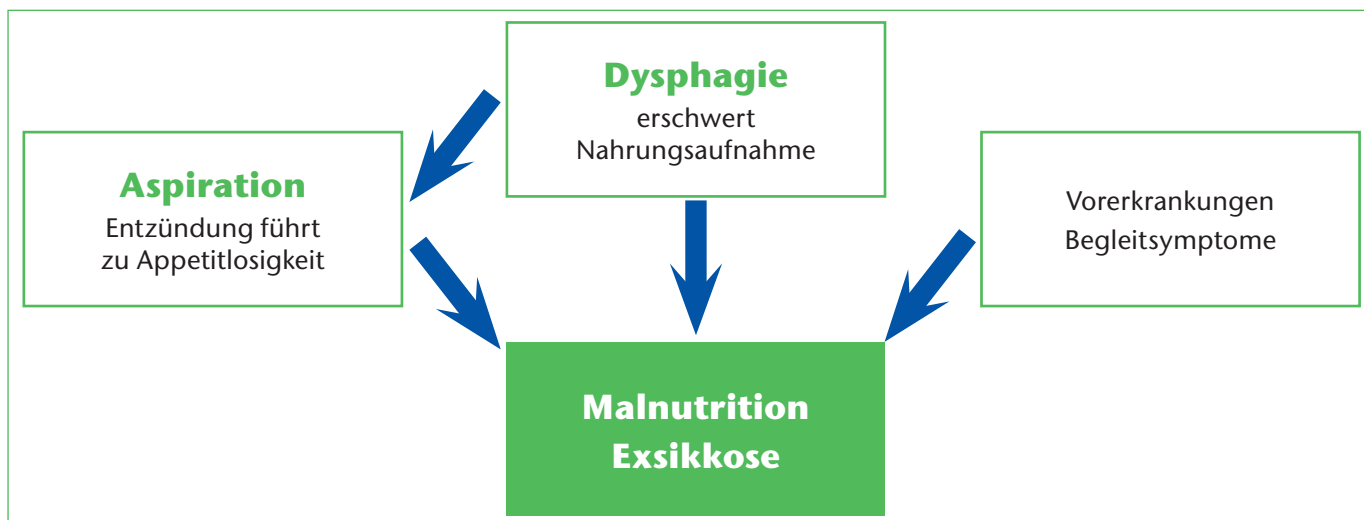 Dysphagie
erschwert
Nahrungsaufnahme
Aspiration
Entzündung führt
zu Appetitlosigkeit
Vorerkrankungen
Begleitsymptome
Malnutrition
Exsikkose